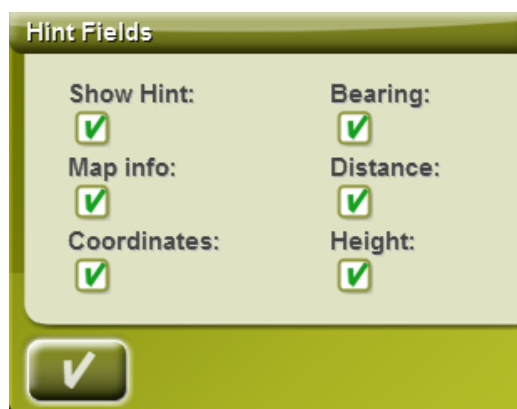 Hint Fields
Show Hint:
Bearing:
Map info:
Distance:
Coordinates:
Height: